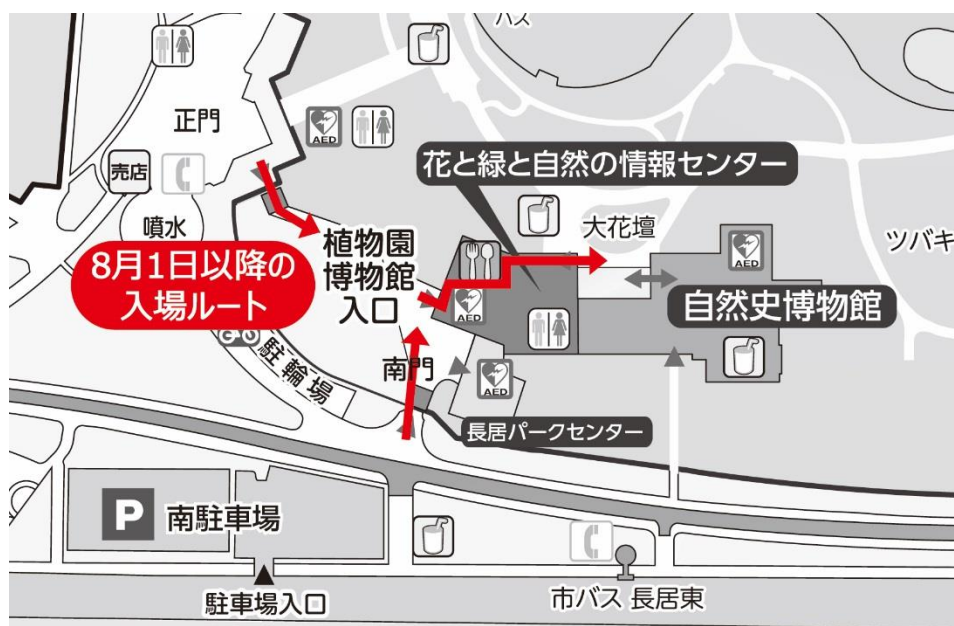 バス
正門
AED
売店
花と緑と自然の情報センター
噴水
大花壇
ツバキ
植物園
博物館
入口
8月1日以降の
入場ルート
AED
AED
自然史博物館
駐輪場
南門
AED
長居パークセンター
P
南駐車場
駐車場入口
市バス 長居東